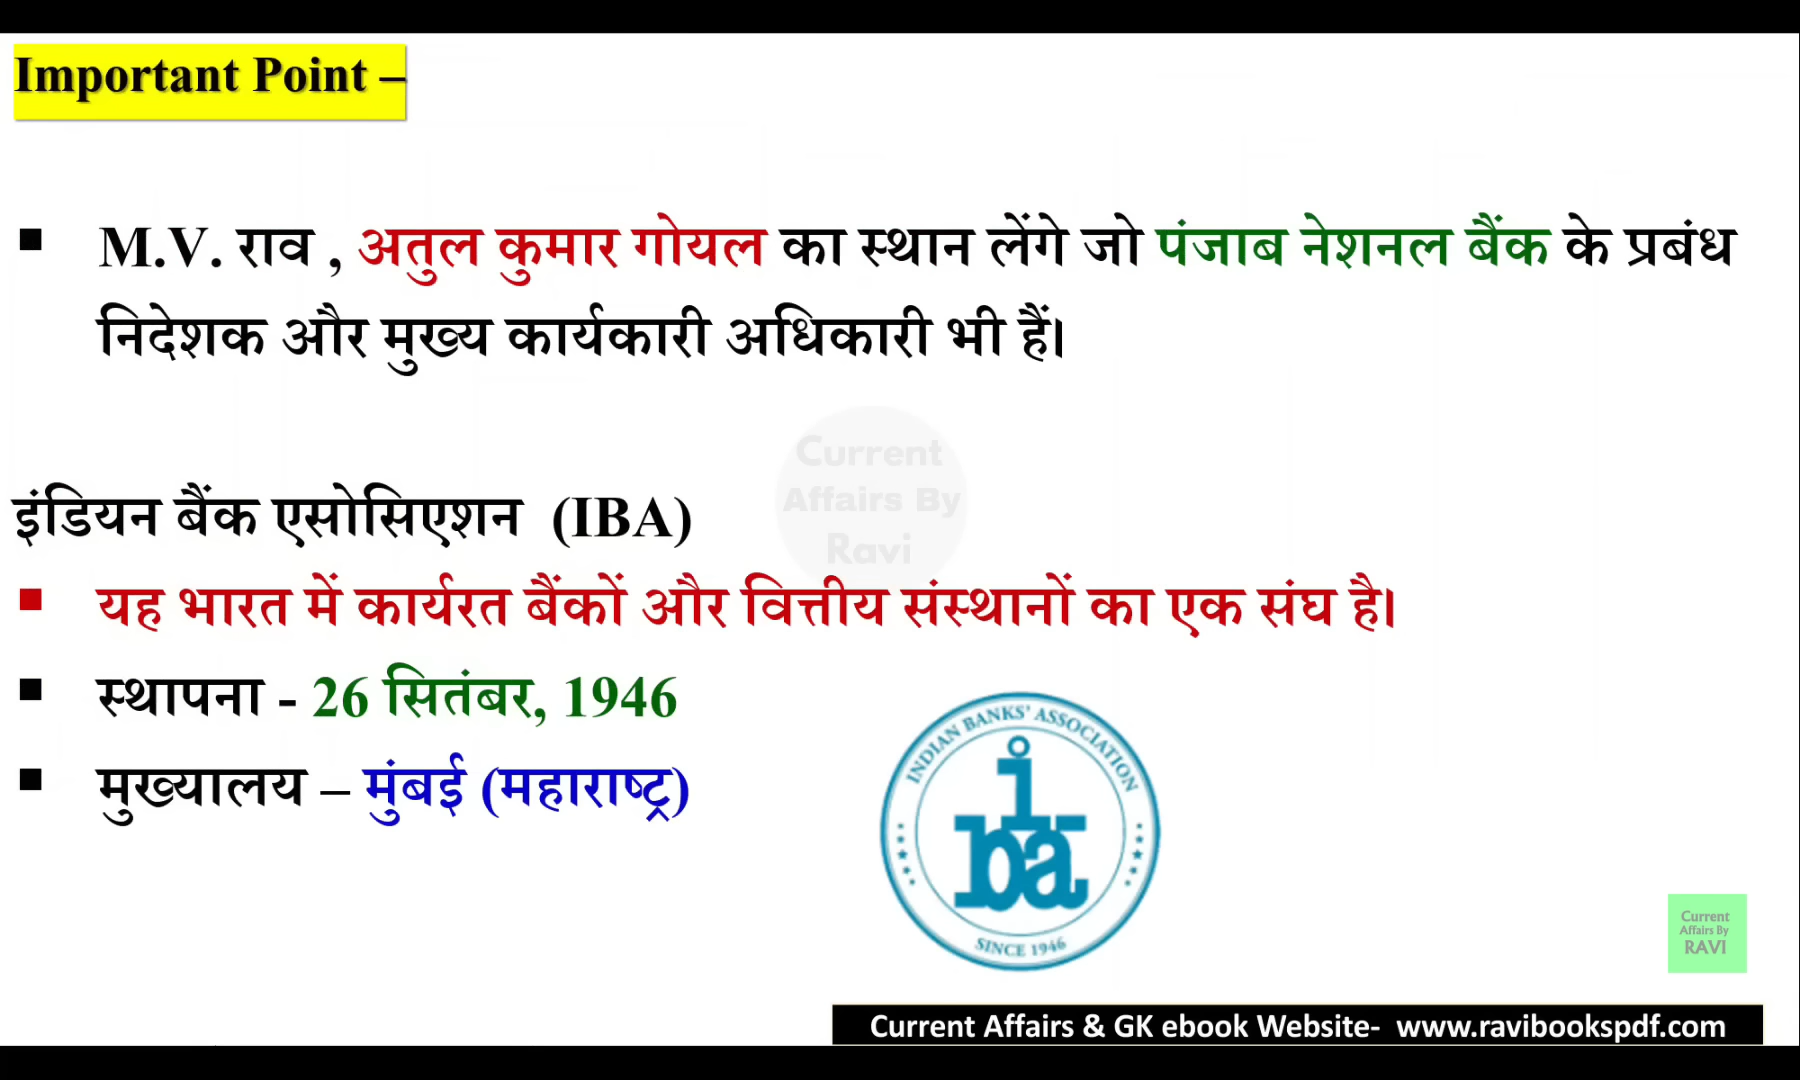 Important Point –
▪ M.V. राव , अतुल कुमार गोयल का स्थान लेंगे जो पंजाब नेशनल बैंक के प्रबंध
निदेशक और मुख्य कार्यकारी अधिकारी भी हैं।
Current
Affairs By
Ravi
इंडियन बैंक एसोसिएशन (IBA)
▪ यह भारत में कार्यरत बैंकों और वित्तीय संस्थानों का एक संघ है।
▪ स्थापना - 26 सितंबर, 1946
▪ मुख्यालय – मुंबई (महाराष्ट्र)
INDIAN BANKS' ASSOCIATION
iba
SINCE 1946
Current
Affairs By
RAVI
Current Affairs & GK ebook Website- www.ravibookspdf.com